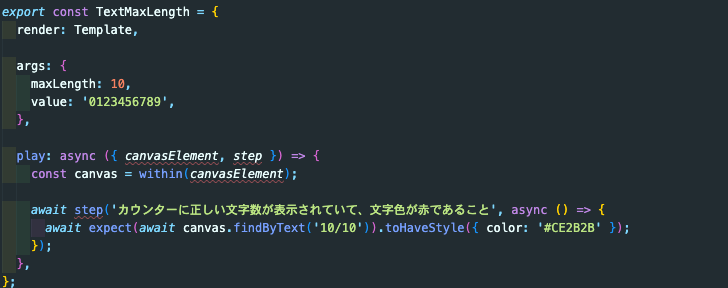 export const TextMaxLength = {
render: Template,
args: {
maxLength: 10,
value: '0123456789',
},
play: async ({ canvasElement, step }) => {
const canvas = within(canvasElement);
await step('カウンターに正しい文字数が表示されていて、文字色が赤であること', async () => {
await expect(await canvas.findByText('10/10')).toHaveStyle({ color: '#CE2B2B' });
});
},
};